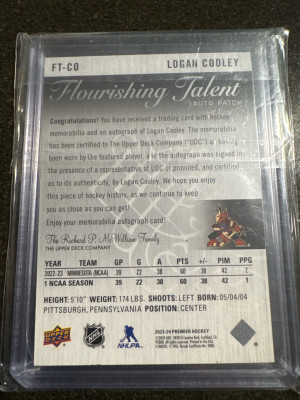 FT-CO LOGAN COOLEY
Flourishing Talent
[AUTO PATCH]
Congratulations! You have received a trading card with hockey
memorabilia and an autograph of Logan Cooley. The memorabilia
has been certified to The Upper Deck Company ("UDC") as having
been worn by the featured player, and the autograph was signed in
the presence of a representative of UDC or provided, and certified
as to its authenticity, by Logan Cooley. We hope you enjoy
this piece of hockey history, as we continue to keep
you as close as you can get!
Enjoy your memorabilia autograph card!
The Richard P. McWilliam Family
THE UPPER DECK COMPANY
YEAR TEAM GP G A PTS +/- PIM PPG
2022-23 MINNESOTA (NCAA) 39 22 38 60 38 42 2
1 NCAA SEASON 39 22 38 60 38 42 2
HEIGHT: 5'10" WEIGHT: 174 LBS. SHOOTS: LEFT BORN: 05/04/04
PITTSBURGH, PENNSYLVANIA POSITION: CENTER
UPPER DECK
NHL
NHLPA
2023-24 PREMIER HOCKEY